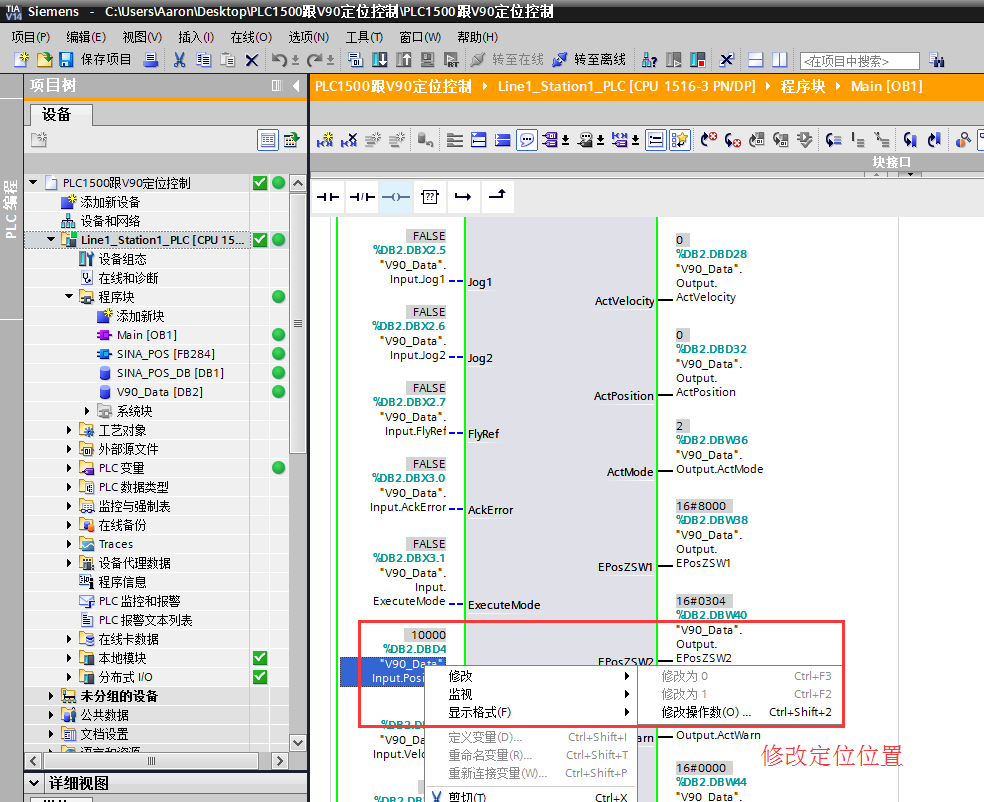 TIA
V14
Siemens - C:\Users\Aaron\Desktop\PLC1500跟V90定位控制\PLC1500跟V90定位控制
项目(P) 编辑(E) 视图(V) 插入(I) 在线(O) 选项(N) 工具(T) 窗口(W) 帮助(H)
保存项目 转至在线 转至离线 <在项目中搜索>
项目树
PLC1500跟V90定位控制 Line1_Station1_PLC [CPU 1516-3 PN/DP] 程序块 Main [OB1]
设备
块接口
PLC 编程
PLC1500跟V90定位控制
添加新设备
设备和网络
Line1_Station1_PLC [CPU 15...
设备组态
在线和诊断
程序块
添加新块
Main [OB1]
SINA_POS [FB284]
SINA_POS_DB [DB1]
V90_Data [DB2]
系统块
工艺对象
外部源文件
PLC 变量
PLC 数据类型
监控与强制表
在线备份
Traces
设备代理数据
程序信息
PLC 监控和报警
PLC 报警文本列表
在线卡数据
本地模块
分布式 I/O
未分组的设备
公共数据
文档设置
语言和资源
详细视图
FALSE
%DB2.DBX2.5
"V90_Data".
Input.Jog1
Jog1
FALSE
%DB2.DBX2.6
"V90_Data".
Input.Jog2
Jog2
FALSE
%DB2.DBX2.7
"V90_Data".
Input.FlyRef
FlyRef
FALSE
%DB2.DBX3.0
"V90_Data".
Input.AckError
AckError
FALSE
%DB2.DBX3.1
"V90_Data".
Input.
ExecuteMode
ExecuteMode
10000
%DB2.DBD4
"V90_Data"
Input.Posi
0
%DB2.DBD28
"V90_Data".
Output.
ActVelocity
ActVelocity
0
%DB2.DBD32
"V90_Data".
Output.
ActPosition
ActPosition
2
%DB2.DBW36
"V90_Data".
Output.ActMode
ActMode
16#8000
%DB2.DBW38
"V90_Data".
Output.
EPosZSW1
EPosZSW1
16#0304
%DB2.DBW40
"V90_Data".
Output.
EPosZSW2
EPosZSW2
修改
监视
显示格式(F)
修改为 0 Ctrl+F3
修改为 1 Ctrl+F2
修改操作数(O) ... Ctrl+Shift+2
定义变量(D)... Ctrl+Shift+I
重命名变量(R)... Ctrl+Shift+T
重新连接变量(W)... Ctrl+Shift+P
剪切(T) Ctrl+X
%DB2.D
"V90_Da
Input.Velo
%DB2.D
arn
Output.ActWarn
修改定位位置
16#0000
%DB2.DBW44
"V90_Data".